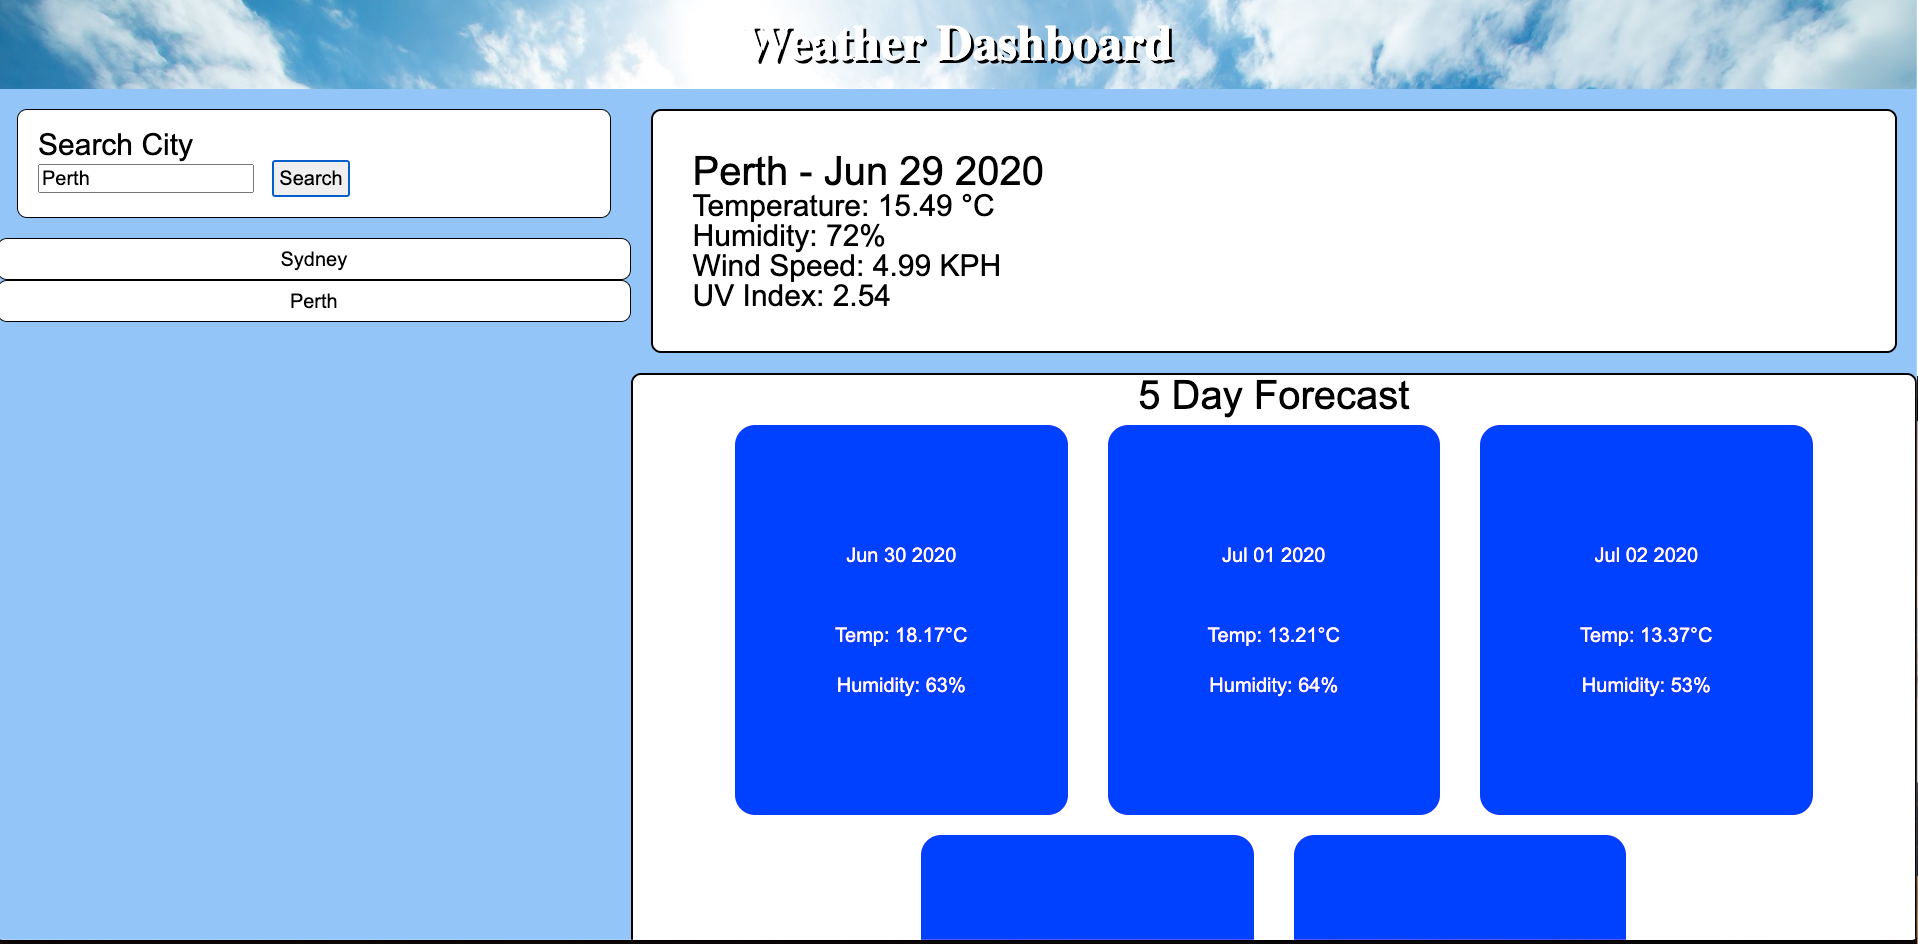 Weather Dashboard
Search City
Perth
Search
Sydney
Perth
Perth - Jun 29 2020
Temperature: 15.49 °C
Humidity: 72%
Wind Speed: 4.99 KPH
UV Index: 2.54
5 Day Forecast
Jun 30 2020
Temp: 18.17°C
Humidity: 63%
Jul 01 2020
Temp: 13.21°C
Humidity: 64%
Jul 02 2020
Temp: 13.37°C
Humidity: 53%